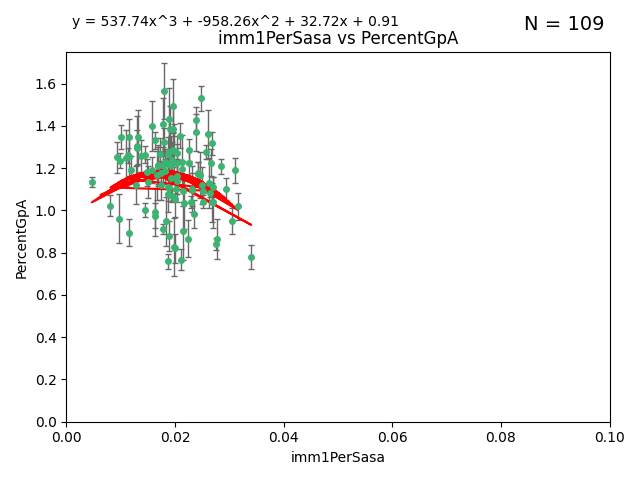 y = 537.74x^3 + -958.26x^2 + 32.72x + 0.91
N = 109
imm1PerSasa vs PercentGpA
PercentGpA
1.6
1.4
1.2
1.0
0.8
0.6
0.4
0.2
0.0
0.00 0.02 0.04 0.06 0.08 0.10
imm1PerSasa